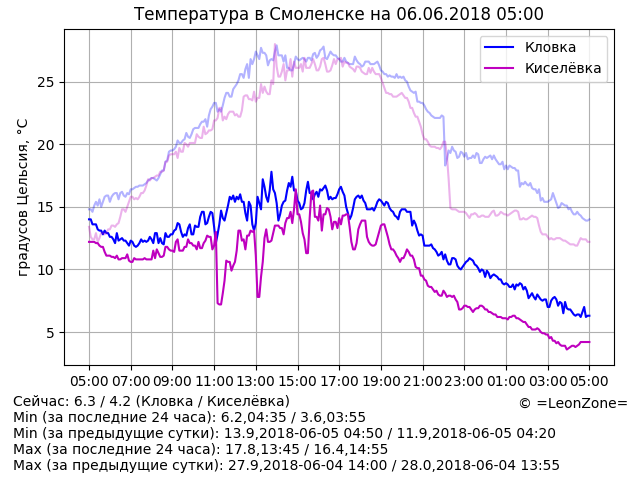 Температура в Смоленске на 06.06.2018 05:00
Кловка
Киселёвка
градусов Цельсия, °C
25
20
15
10
5
05:00 07:00 09:00 11:00 13:00 15:00 17:00 19:00 21:00 23:00 01:00 03:00 05:00
Сейчас: 6.3 / 4.2 (Кловка / Киселёвка)
© =LeonZone=
Min (за последние 24 часа): 6.2,04:35 / 3.6,03:55
Min (за предыдущие сутки): 13.9,2018-06-05 04:50 / 11.9,2018-06-05 04:20
Max (за последние 24 часа): 17.8,13:45 / 16.4,14:55
Max (за предыдущие сутки): 27.9,2018-06-04 14:00 / 28.0,2018-06-04 13:55